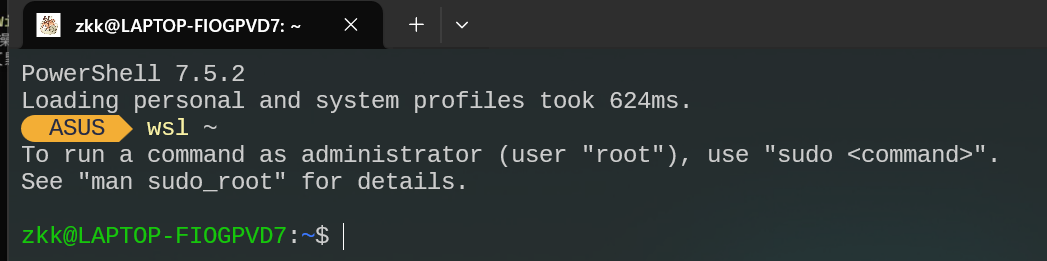 zkk@LAPTOP-FIOGPVD7: ~
PowerShell 7.5.2
Loading personal and system profiles took 624ms.
ASUS wsl ~
To run a command as administrator (user "root"), use "sudo <command>".
See "man sudo_root" for details.
zkk@LAPTOP-FIOGPVD7:~$